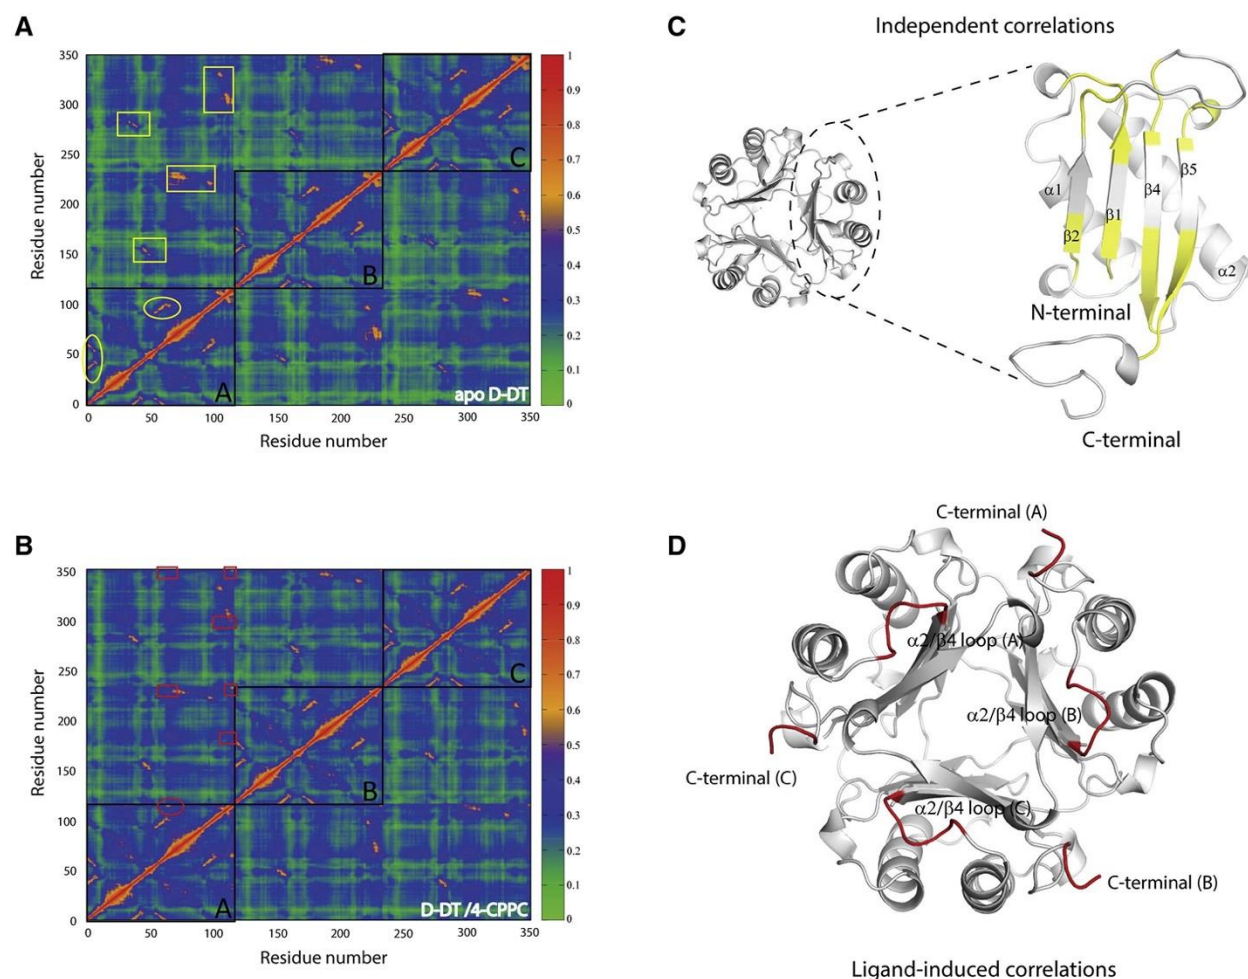 A
350
300
250
200
150
100
50
0
Residue number
0 50 100 150 200 250 300 350
Residue number
A
B
C
apo D-DT
1
0.9
0.8
0.7
0.6
0.5
0.4
0.3
0.2
0.1
0
C
Independent correlations
α1
β2
β1
β4
β5
α2
N-terminal
C-terminal
B
350
300
250
200
150
100
50
0
Residue number
0 50 100 150 200 250 300 350
Residue number
A
B
C
D-DT /4-CPPC
1
0.9
0.8
0.7
0.6
0.5
0.4
0.3
0.2
0.1
0
D
C-terminal (A)
α2/β4 loop (A)
α2/β4 loop (B)
C-terminal (C)
α2/β4 loop (C)
C-terminal (B)
Ligand-induced correlations